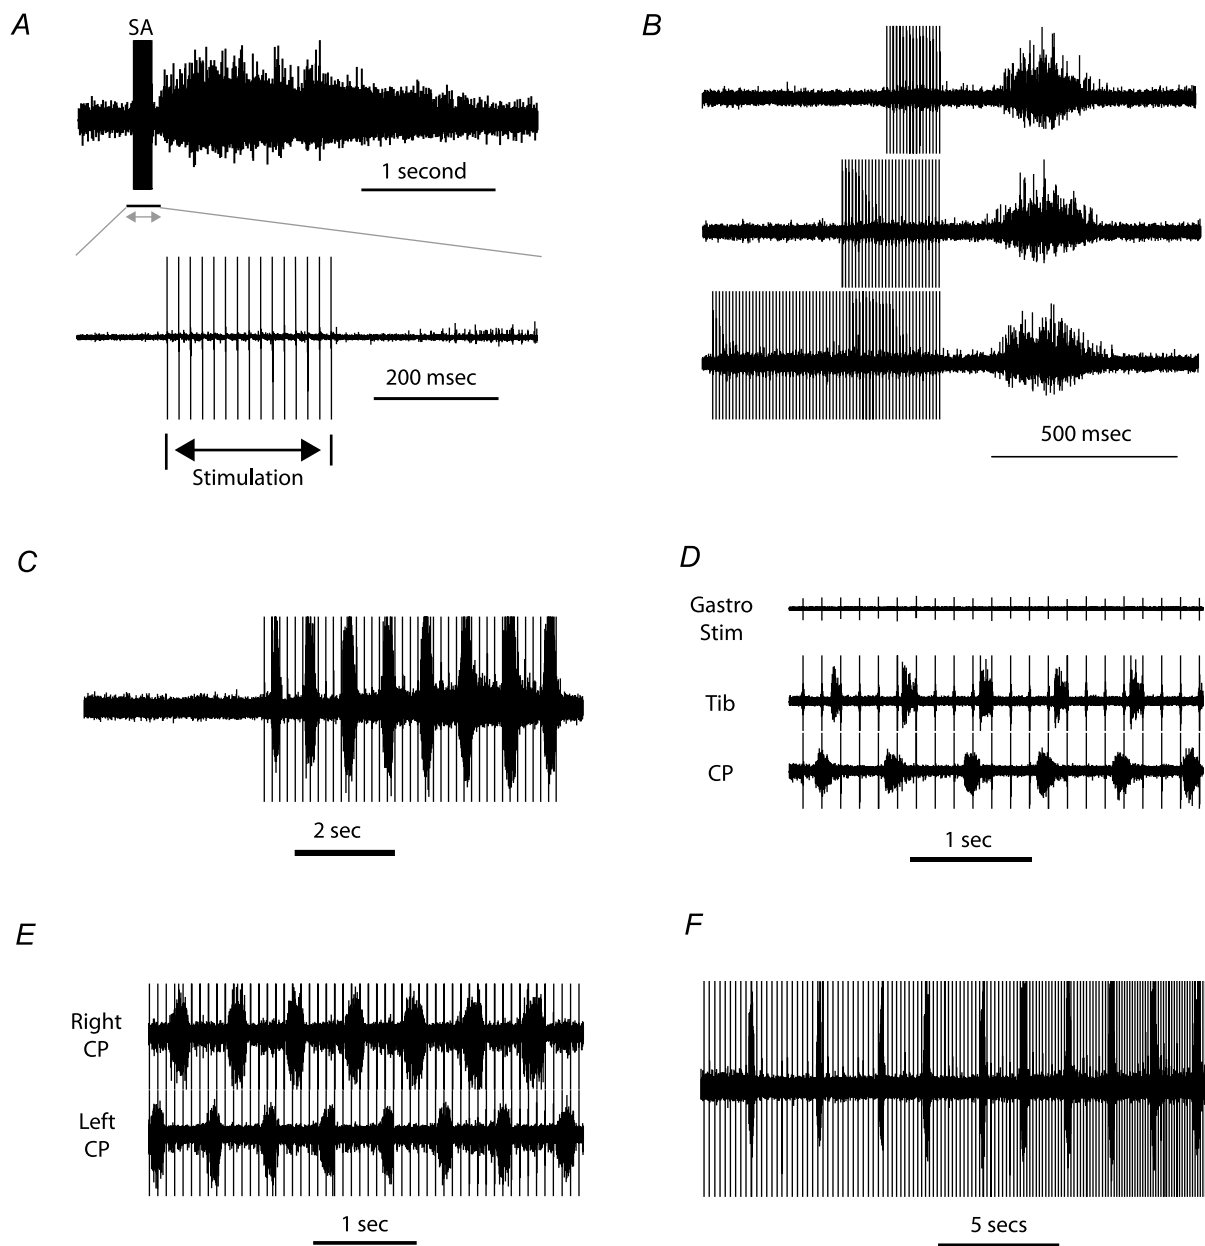 A
SA
1 second
200 msec
Stimulation
B
500 msec
C
2 sec
D
Gastro
Stim
Tib
CP
1 sec
E
Right
CP
Left
CP
1 sec
F
5 secs